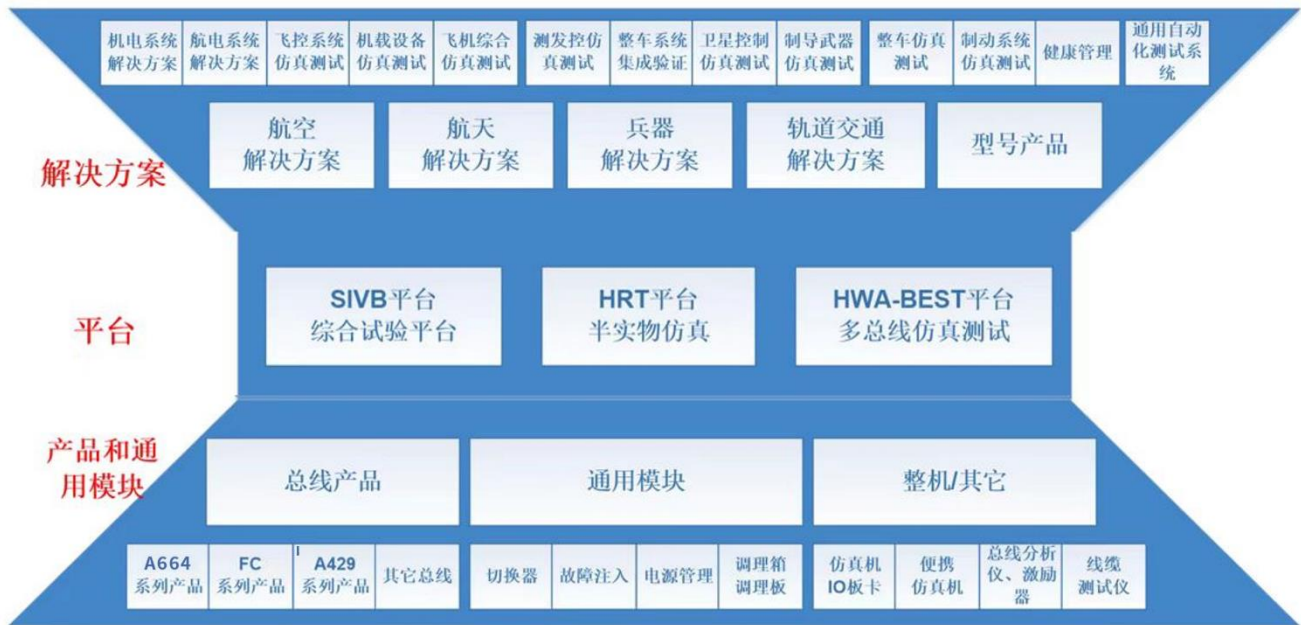 机电系统
解决方案
航电系统
解决方案
飞控系统
仿真测试
机载设备
仿真测试
飞机综合
仿真测试
测发控仿
真测试
整车系统
集成验证
卫星控制
仿真测试
制导武器
仿真测试
整车仿真
测试
制动系统
仿真测试
健康管理
通用自动
化测试系
统
航空
解决方案
航天
解决方案
兵器
解决方案
轨道交通
解决方案
型号产品
解决方案
SIVB平台
综合试验平台
HRT平台
半实物仿真
HWA-BEST平台
多总线仿真测试
平台
产品和通
用模块
总线产品
通用模块
整机/其它
A664
系列产品
FC
系列产品
A429
系列产品
其它总线
切换器
故障注入
电源管理
调理箱
调理板
仿真机
IO板卡
便携
仿真机
总线分析
仪、激励
器
线缆
测试仪